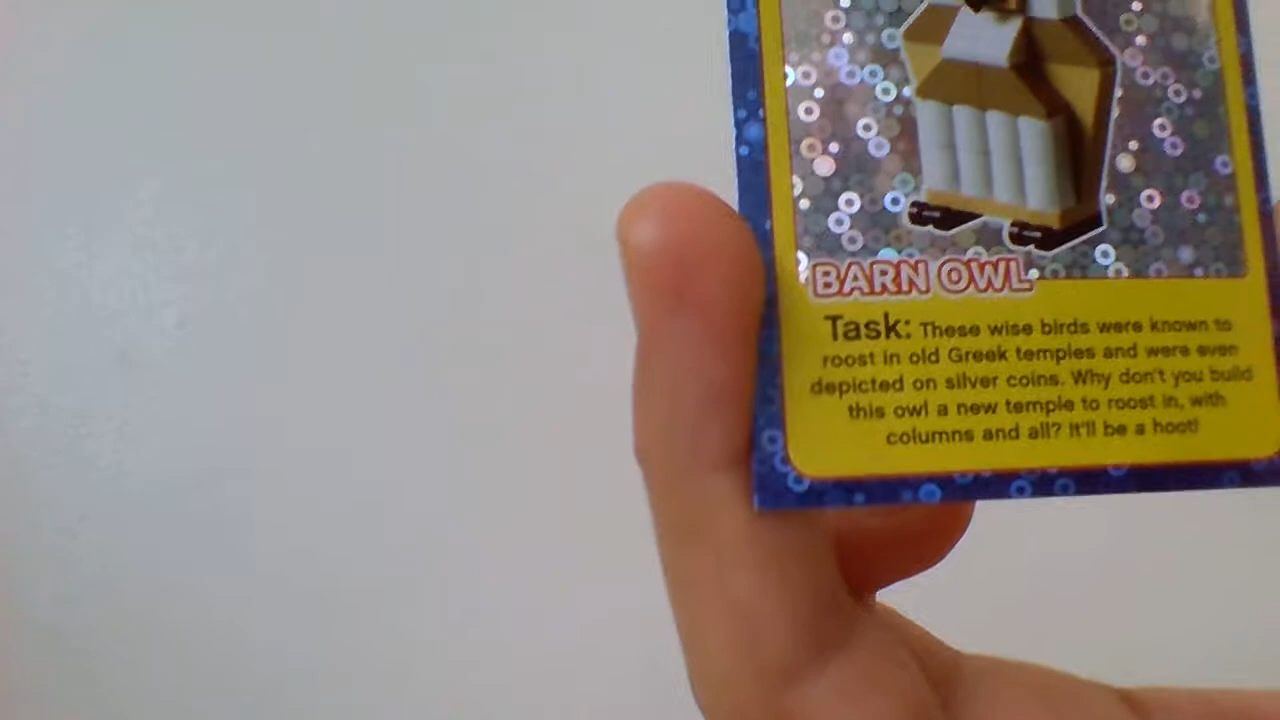 BARN OWL
Task: These wise birds were known to
roost in old Greek temples and were even
depicted on silver coins. Why don't you build
this owl a new temple to roost in, with
columns and all? It'll be a hoot!